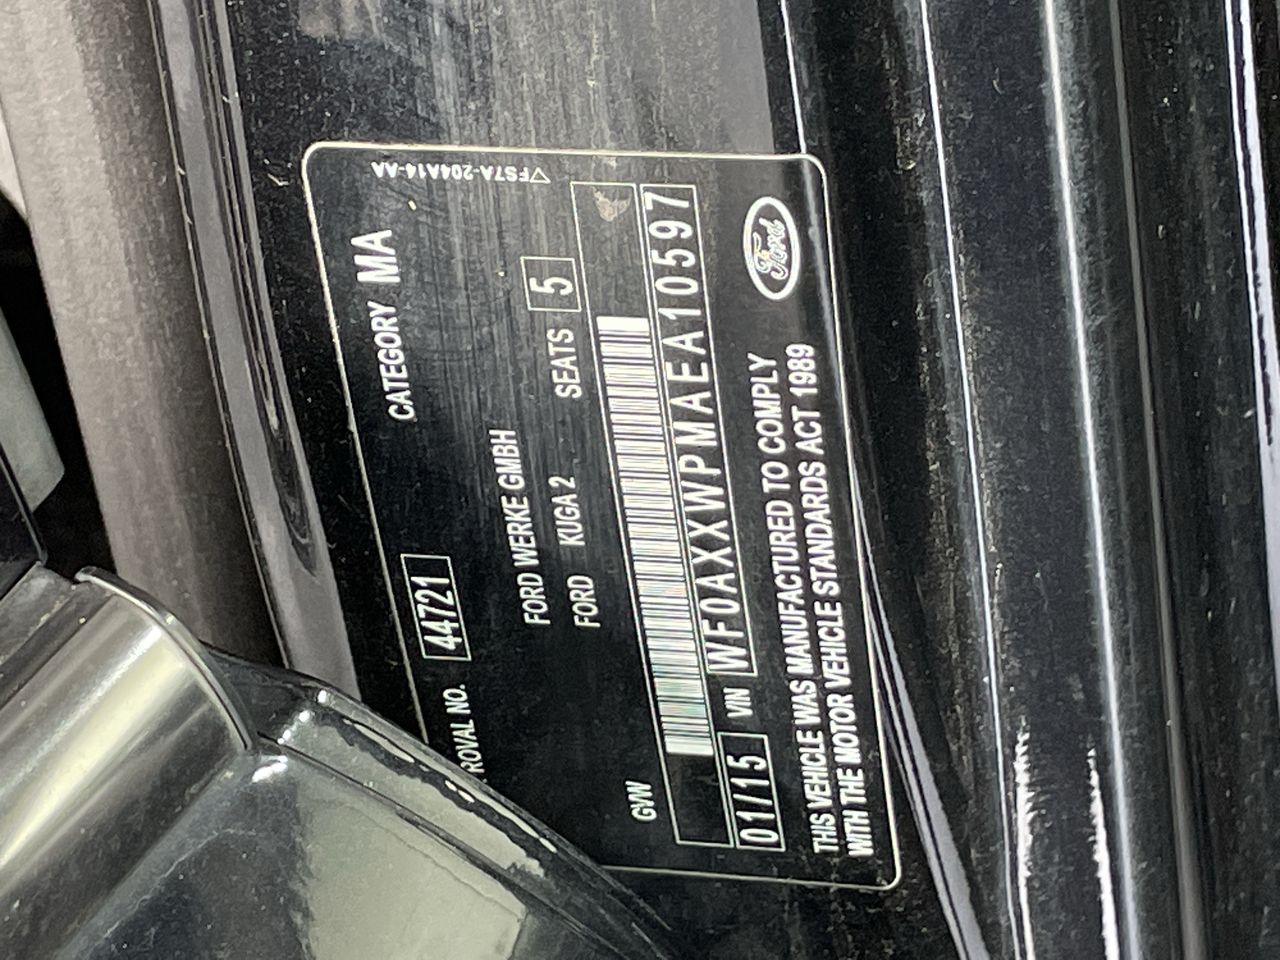 ▽FS7A-204A14-AA
ROVAL NO. 44721 CATEGORY MA
FORD WERKE GMBH
FORD KUGA 2 SEATS 5
GVW
01/15 VIN WF0AXXWPMAEA10597
THIS VEHICLE WAS MANUFACTURED TO COMPLY
WITH THE MOTOR VEHICLE STANDARDS ACT 1989
Ford